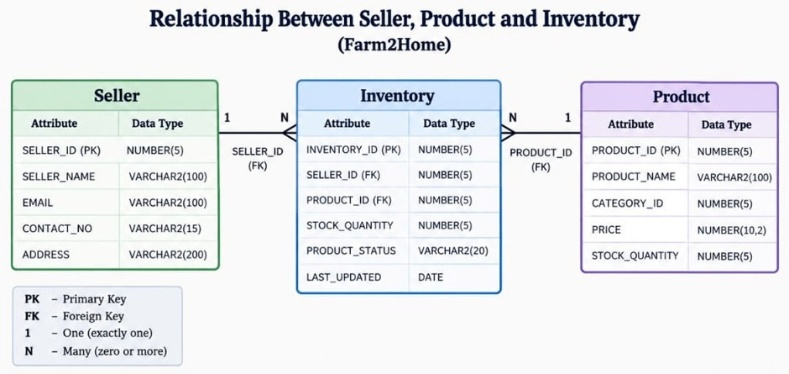 Relationship Between Seller, Product and Inventory
(Farm2Home)
Seller
Attribute Data Type
SELLER_ID (PK) NUMBER(5)
SELLER_NAME VARCHAR2(100)
EMAIL VARCHAR2(100)
CONTACT_NO VARCHAR2(15)
ADDRESS VARCHAR2(200)
1 N
SELLER_ID
(FK)
Inventory
Attribute Data Type
INVENTORY_ID (PK) NUMBER(5)
SELLER_ID (FK) NUMBER(5)
PRODUCT_ID (FK) NUMBER(5)
STOCK_QUANTITY NUMBER(5)
PRODUCT_STATUS VARCHAR2(20)
LAST_UPDATED DATE
N 1
PRODUCT_ID
(FK)
Product
Attribute Data Type
PRODUCT_ID (PK) NUMBER(5)
PRODUCT_NAME VARCHAR2(100)
CATEGORY_ID NUMBER(5)
PRICE NUMBER(10,2)
STOCK_QUANTITY NUMBER(5)
PK – Primary Key
FK – Foreign Key
1 – One (exactly one)
N – Many (zero or more)